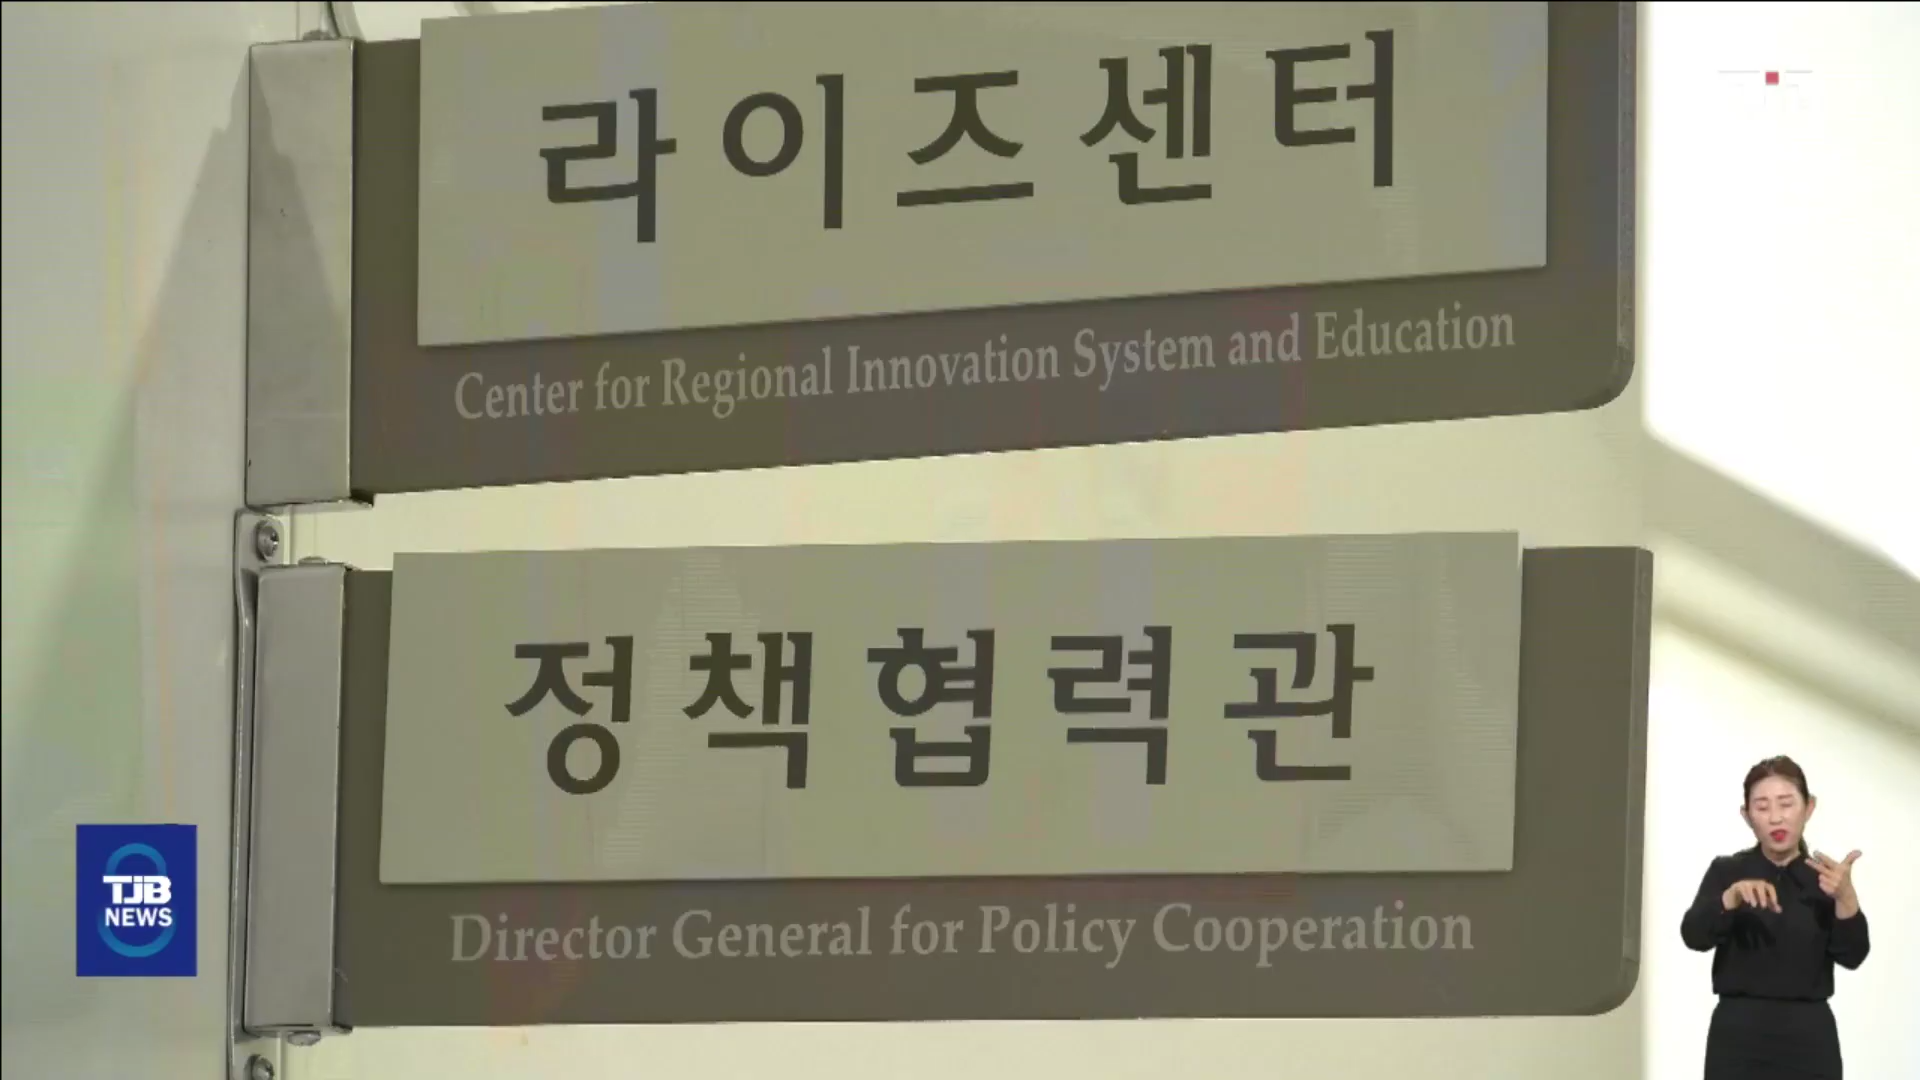 라이즈센터
Center for Regional Innovation System and Education
정책협력관
Director General for Policy Cooperation
TJB
NEWS